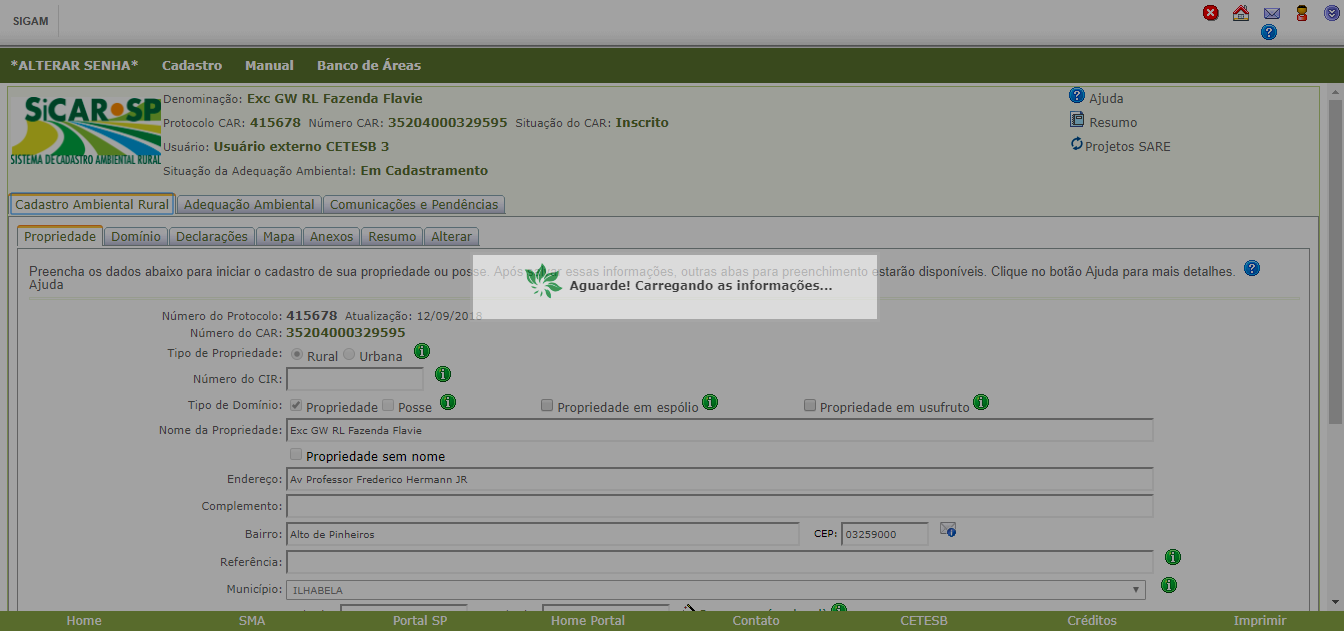 SIGAM
*ALTERAR SENHA* Cadastro Manual Banco de Áreas
SiCAR SP
SISTEMA DE CADASTRO AMBIENTAL RURAL
Denominação: Exc GW RL Fazenda Flavie
Protocolo CAR: 415678 Número CAR: 35204000329595 Situação do CAR: Inscrito
Usuário: Usuário externo CETESB 3
Situação da Adequação Ambiental: Em Cadastramento
Ajuda
Resumo
Projetos SARE
Cadastro Ambiental Rural Adequação Ambiental Comunicações e Pendências
Propriedade Domínio Declarações Mapa Anexos Resumo Alterar
Preencha os dados abaixo para iniciar o cadastro de sua propriedade ou posse. Após essas informações, outras abas para preenchimento estarão disponíveis. Clique no botão Ajuda para mais detalhes.
Ajuda
Aguarde! Carregando as informações...
Número do Protocolo: 415678 Atualização: 12/09/2018
Número do CAR: 35204000329595
Tipo de Propriedade: Rural Urbana
Número do CIR:
Tipo de Domínio: Propriedade Posse Propriedade em espólio Propriedade em usufruto
Nome da Propriedade: Exc GW RL Fazenda Flavie
Propriedade sem nome
Endereço: Av Professor Frederico Hermann JR
Complemento:
Bairro: Alto de Pinheiros CEP: 03259000
Referência:
Município: ILHABELA
Home SMA Portal SP Home Portal Contato CETESB Créditos Imprimir